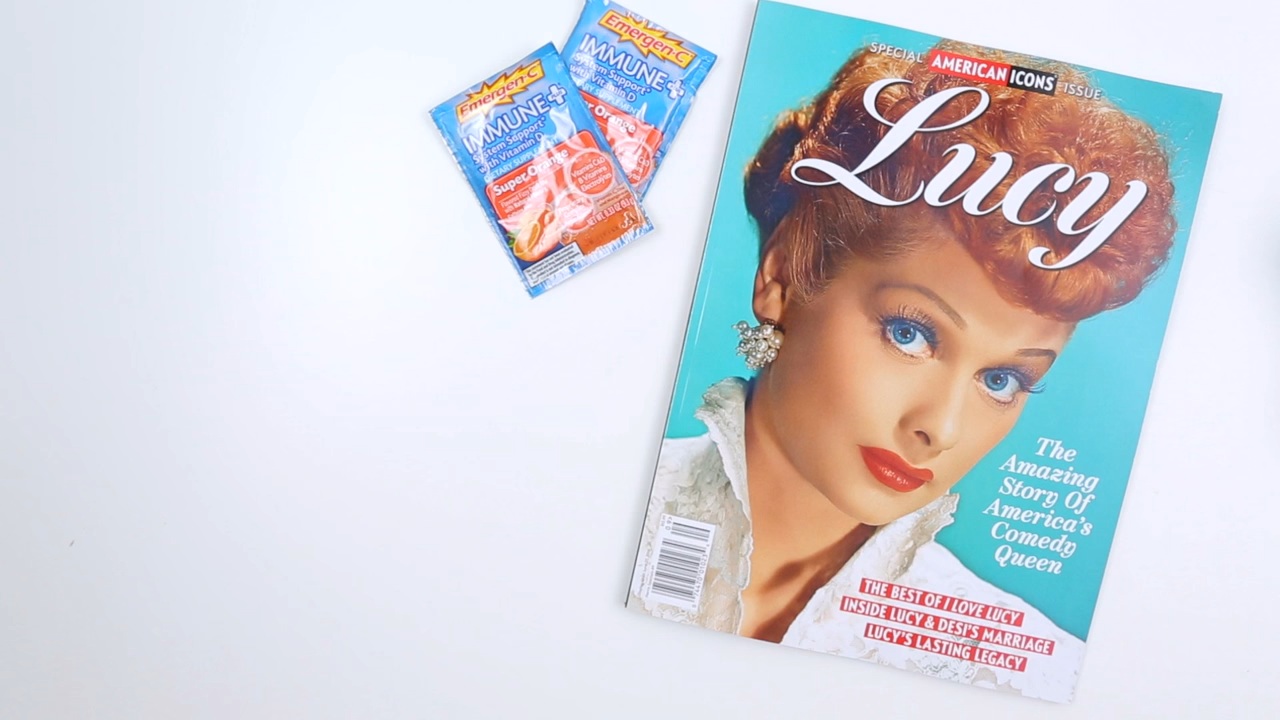 Emergen-C
IMMUNE+
System Support*
with Vitamin D
DIETARY SUPPLEMENT
Super Orange
Emergen-C
IMMUNE+
System Support*
with Vitamin D
Orange
SPECIAL AMERICAN ICONS ISSUE
Lucy
The
Amazing
Story Of
America's
Comedy
Queen
THE BEST OF I LOVE LUCY
INSIDE LUCY & DESI'S MARRIAGE
LUCY'S LASTING LEGACY